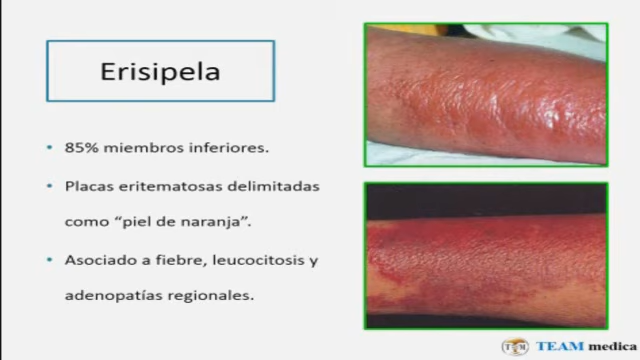 Erisipela
• 85% miembros inferiores.
• Placas eritematosas delimitadas
como “piel de naranja”.
• Asociado a fiebre, leucocitosis y
adenopatías regionales.
TEAM medica